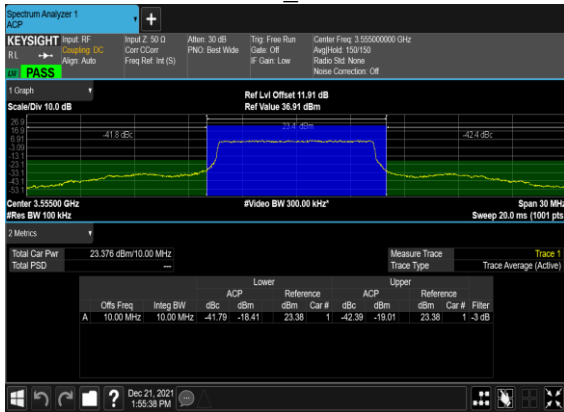 Spectrum Analyzer 1
ACP
KEYSIGHT Input: RF Input Z: 50 Ω Atten: 30 dB Trig: Free Run Center Freq: 3.555000000 GHz
RL Coupling: DC Corr CCorr PNO: Best Wide Gate: Off Avg|Hold: 150/150
Align: Auto Freq Ref: Int (S) IF Gain: Low Radio Std: None
PASS Noise Correction: Off
1 Graph Ref Lvl Offset 11.91 dB
Scale/Div 10.0 dB Ref Value 36.91 dBm
26.9
16.9 -41.8 dBc 23.4 dBm -42.4 dBc
6.91
-3.09
-13.1
-23.1
-33.1
-43.1
-53.1
Center 3.55500 GHz #Video BW 300.00 kHz* Span 30 MHz
#Res BW 100 kHz Sweep 20.0 ms (1001 pts
2 Metrics
Total Car Pwr 23.376 dBm/10.00 MHz Measure Trace Trace 1
Total PSD --- Trace Type Trace Average (Active)
Lower Upper
ACP Reference ACP Reference
Offs Freq Integ BW dBc dBm dBm Car # dBc dBm dBm Car # Filter
A 10.00 MHz 10.00 MHz -41.79 -18.41 23.38 1 -42.39 -19.01 23.38 1 -3 dB
? Dec 21, 2021
1:55:38 PM